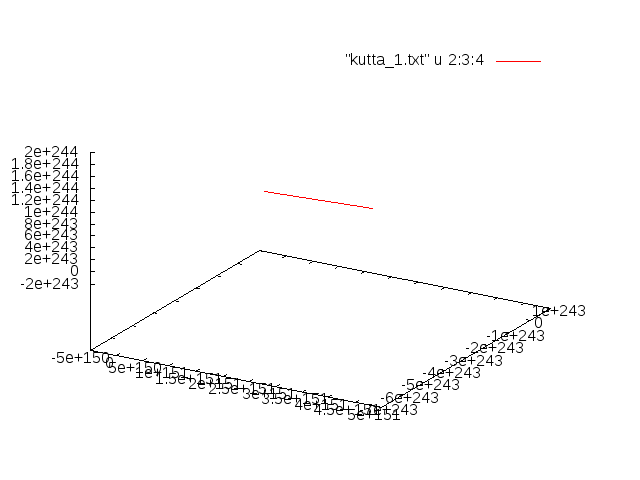 "kutta_1.txt" u 2:3:4
2e+244
1.8e+244
1.6e+244
1.4e+244
1.2e+244
1e+244
8e+243
6e+243
4e+243
2e+243
0
-2e+243
1e+243
0
-1e+243
-2e+243
-3e+243
-4e+243
-5e+243
-6e+243
-5e+150
0
5e+150
1e+151
1.5e+151
2e+151
2.5e+151
3e+151
3.5e+151
4e+151
4.5e+151
5e+151